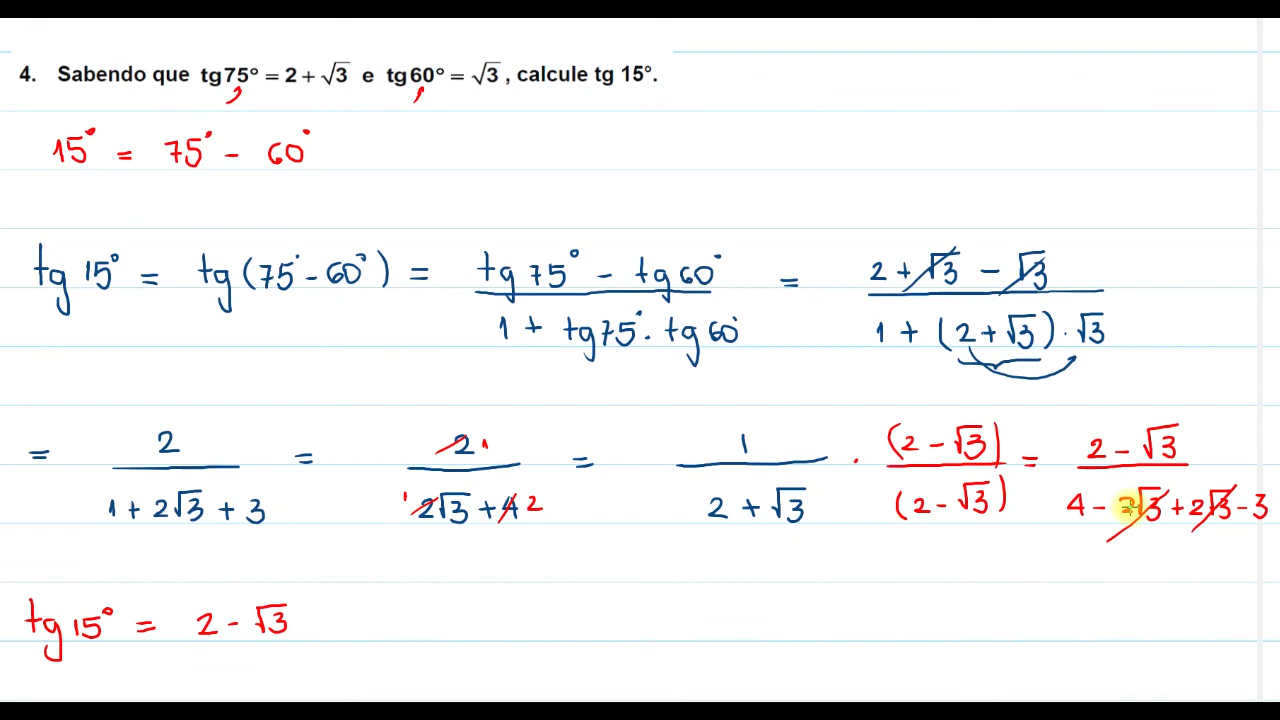 4. Sabendo que tg75° = 2 + √3 e tg60° = √3, calcule tg 15°.
15° = 75° - 60°
tg 15° = tg (75° - 60°) = (tg 75° - tg 60°) / (1 + tg 75° . tg 60°) = (2 + √3 - √3) / (1 + (2 + √3) . √3)
= 2 / (1 + 2√3 + 3) = 2 1 / (1 2√3 + 4 2) = 1 / (2 + √3) . (2 - √3) / (2 - √3) = (2 - √3) / (4 - 2√3 + 2√3 - 3)
tg 15° = 2 - √3